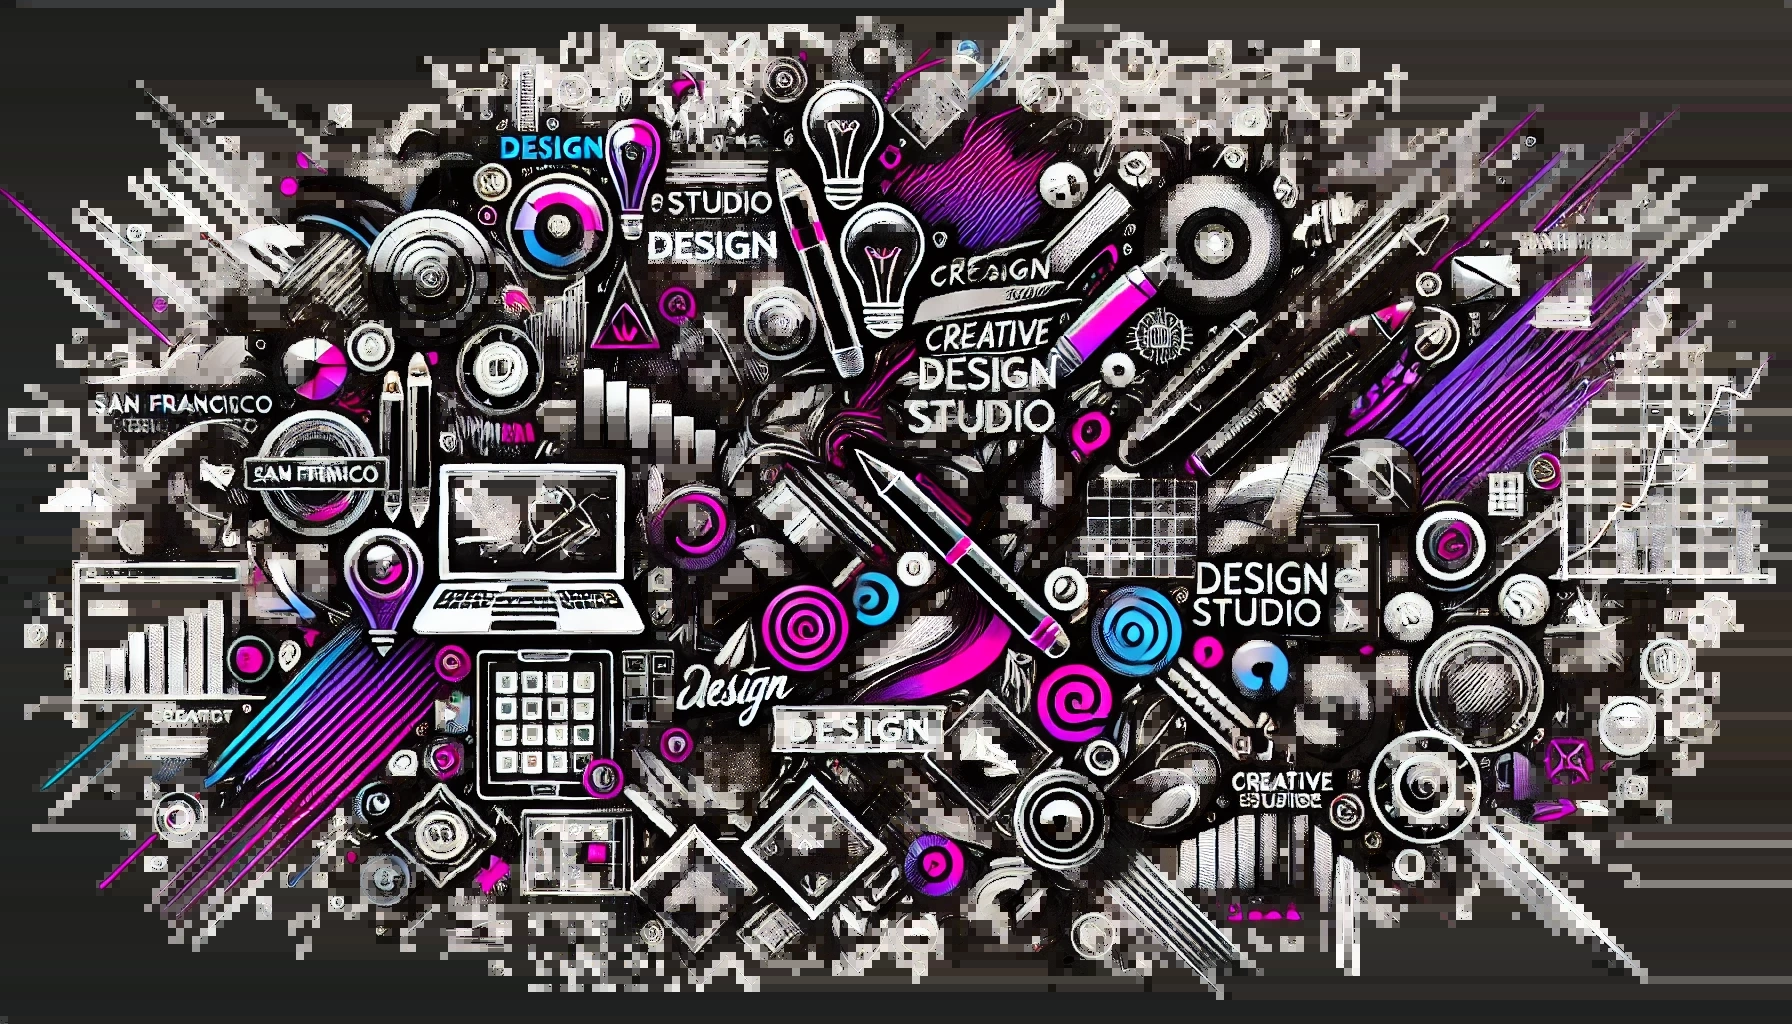 DESIGN
STUDIO
DESIGN
CREATIVE
DESIGN
STUDIO
SAN FRANCISCO
DESIGN
STUDIO
Design
DESIGN
CREATIVE